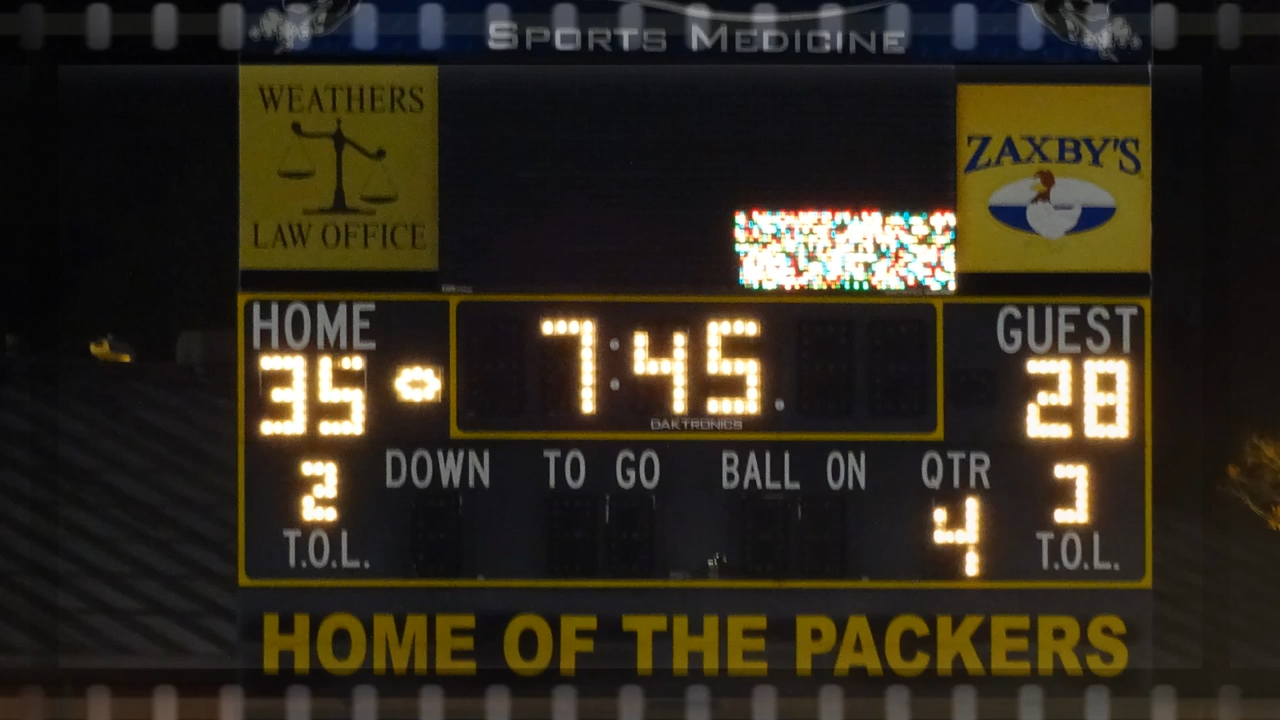 SPORTS MEDICINE
WEATHERS
LAW OFFICE
ZAXBY'S
HOME
35
7:45
GUEST
28
DAKTRONICS
DOWN TO GO BALL ON QTR
2
4
3
T.O.L.
T.O.L.
HOME OF THE PACKERS